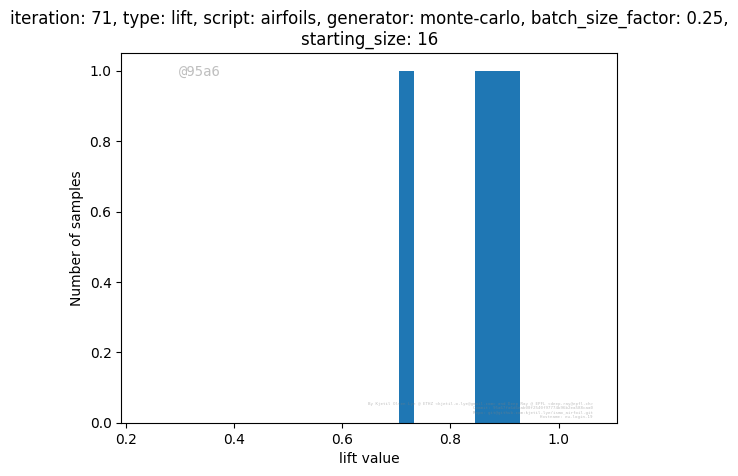 iteration: 71, type: lift, script: airfoils, generator: monte-carlo, batch_size_factor: 0.25,
starting_size: 16
@95a6
1.0
0.8
0.6
0.4
0.2
0.0
Number of samples
0.2 0.4 0.6 0.8 1.0
lift value